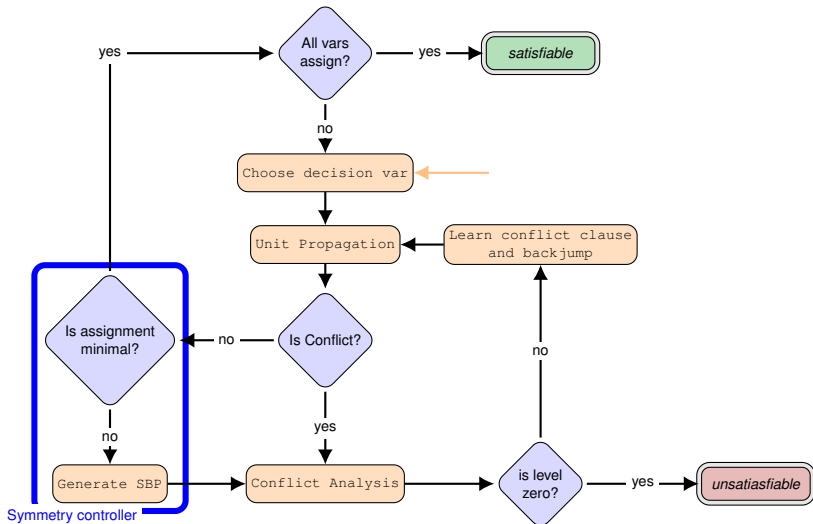 All vars
assign?
yes
yes
satisfiable
no
Choose decision var
Unit Propagation
Learn conflict clause
and backjump
Is assignment
minimal?
no
Is Conflict?
no
no
yes
Generate SBP
Conflict Analysis
is level
zero?
yes
unsatiasfiable
Symmetry controller